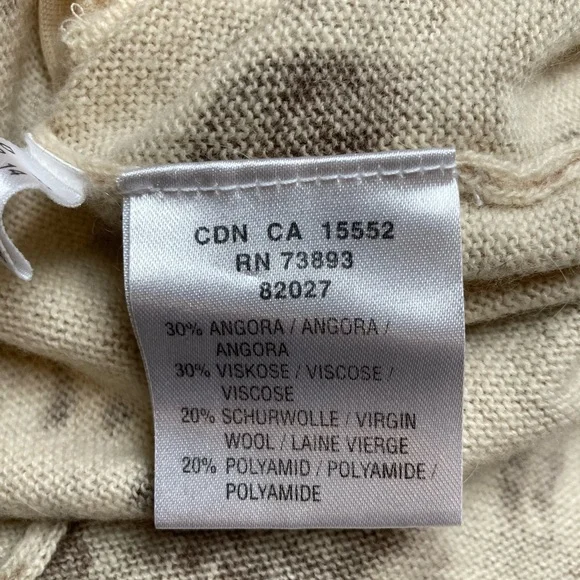 CDN CA 15552
RN 73893
82027
30% ANGORA / ANGORA /
ANGORA
30% VISKOSE / VISCOSE /
VISCOSE
20% SCHURWOLLE / VIRGIN
WOOL / LAINE VIERGE
20% POLYAMID / POLYAMIDE /
POLYAMIDE
14